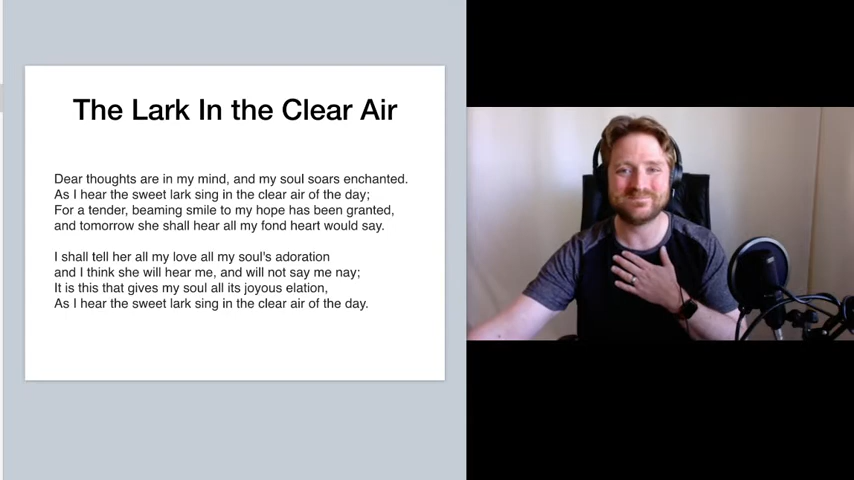 The Lark In the Clear Air
Dear thoughts are in my mind, and my soul soars enchanted.
As I hear the sweet lark sing in the clear air of the day;
For a tender, beaming smile to my hope has been granted,
and tomorrow she shall hear all my fond heart would say.
I shall tell her all my love all my soul's adoration
and I think she will hear me, and will not say me nay;
It is this that gives my soul all its joyous elation,
As I hear the sweet lark sing in the clear air of the day.